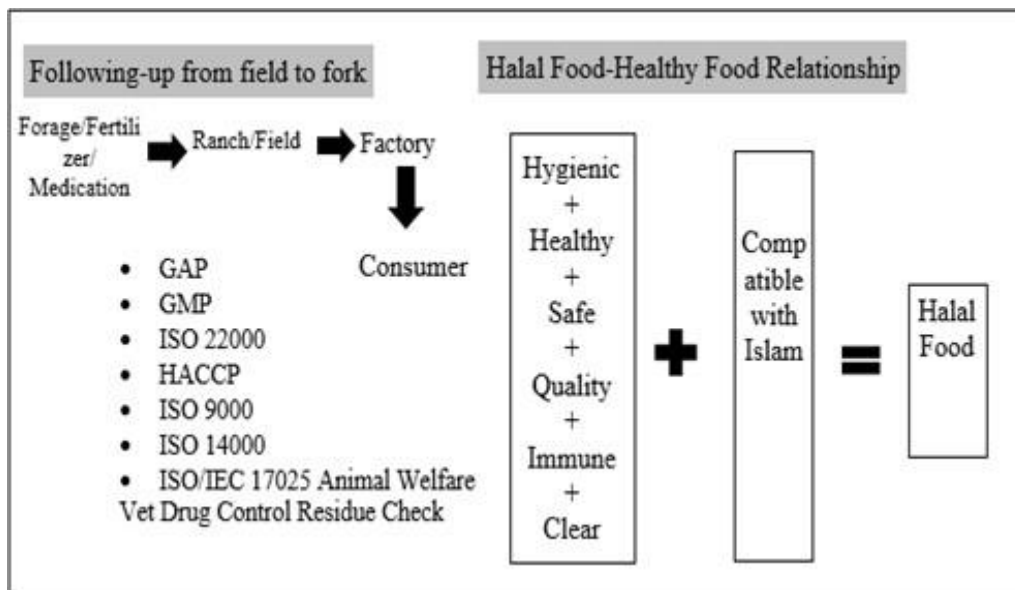 Following-up from field to fork
Forage/Fertili
zer/
Medication
Ranch/Field
Factory
Consumer
• GAP
• GMP
• ISO 22000
• HACCP
• ISO 9000
• ISO 14000
• ISO/IEC 17025 Animal Welfare
Vet Drug Control Residue Check
Halal Food-Healthy Food Relationship
Hygienic
+
Healthy
+
Safe
+
Quality
+
Immune
+
Clear
+
Comp
atible
with
Islam
=
Halal
Food